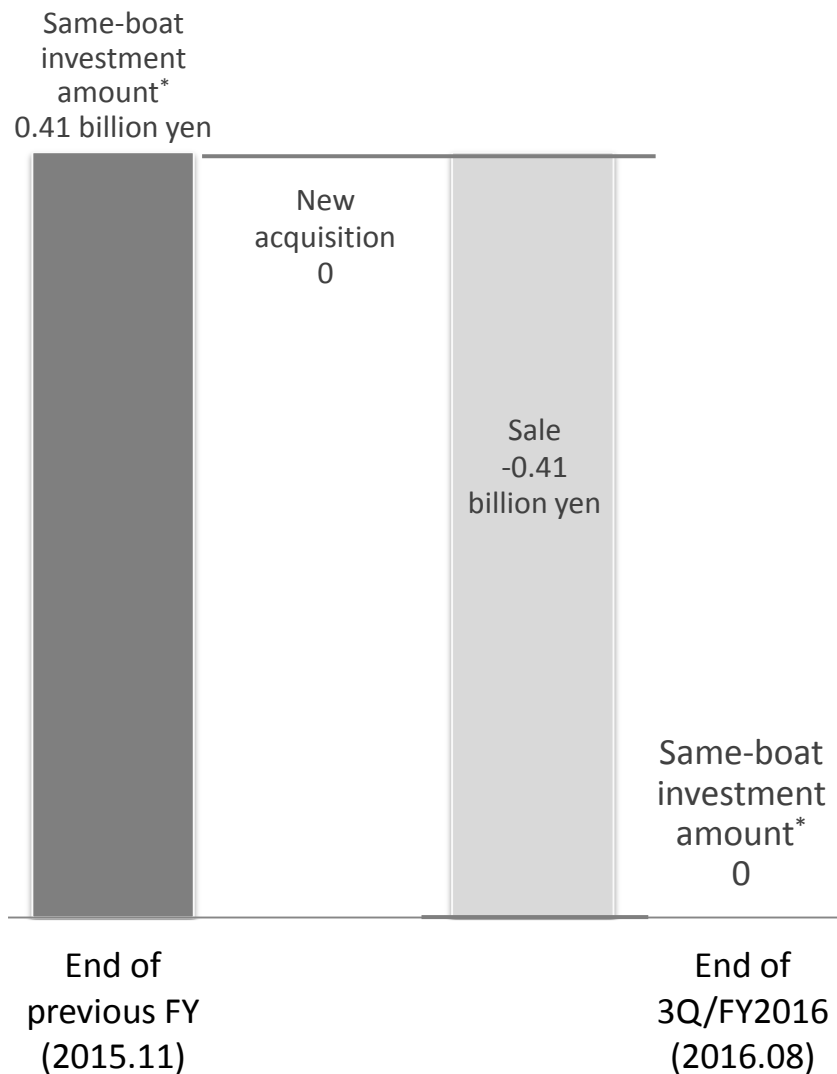 Same-boat
investment
amount*
0.41 billion yen
New
acquisition
0
Sale
-0.41
billion yen
Same-boat
investment
amount*
0
End of
previous FY
(2015.11)
End of
3Q/FY2016
(2016.08)